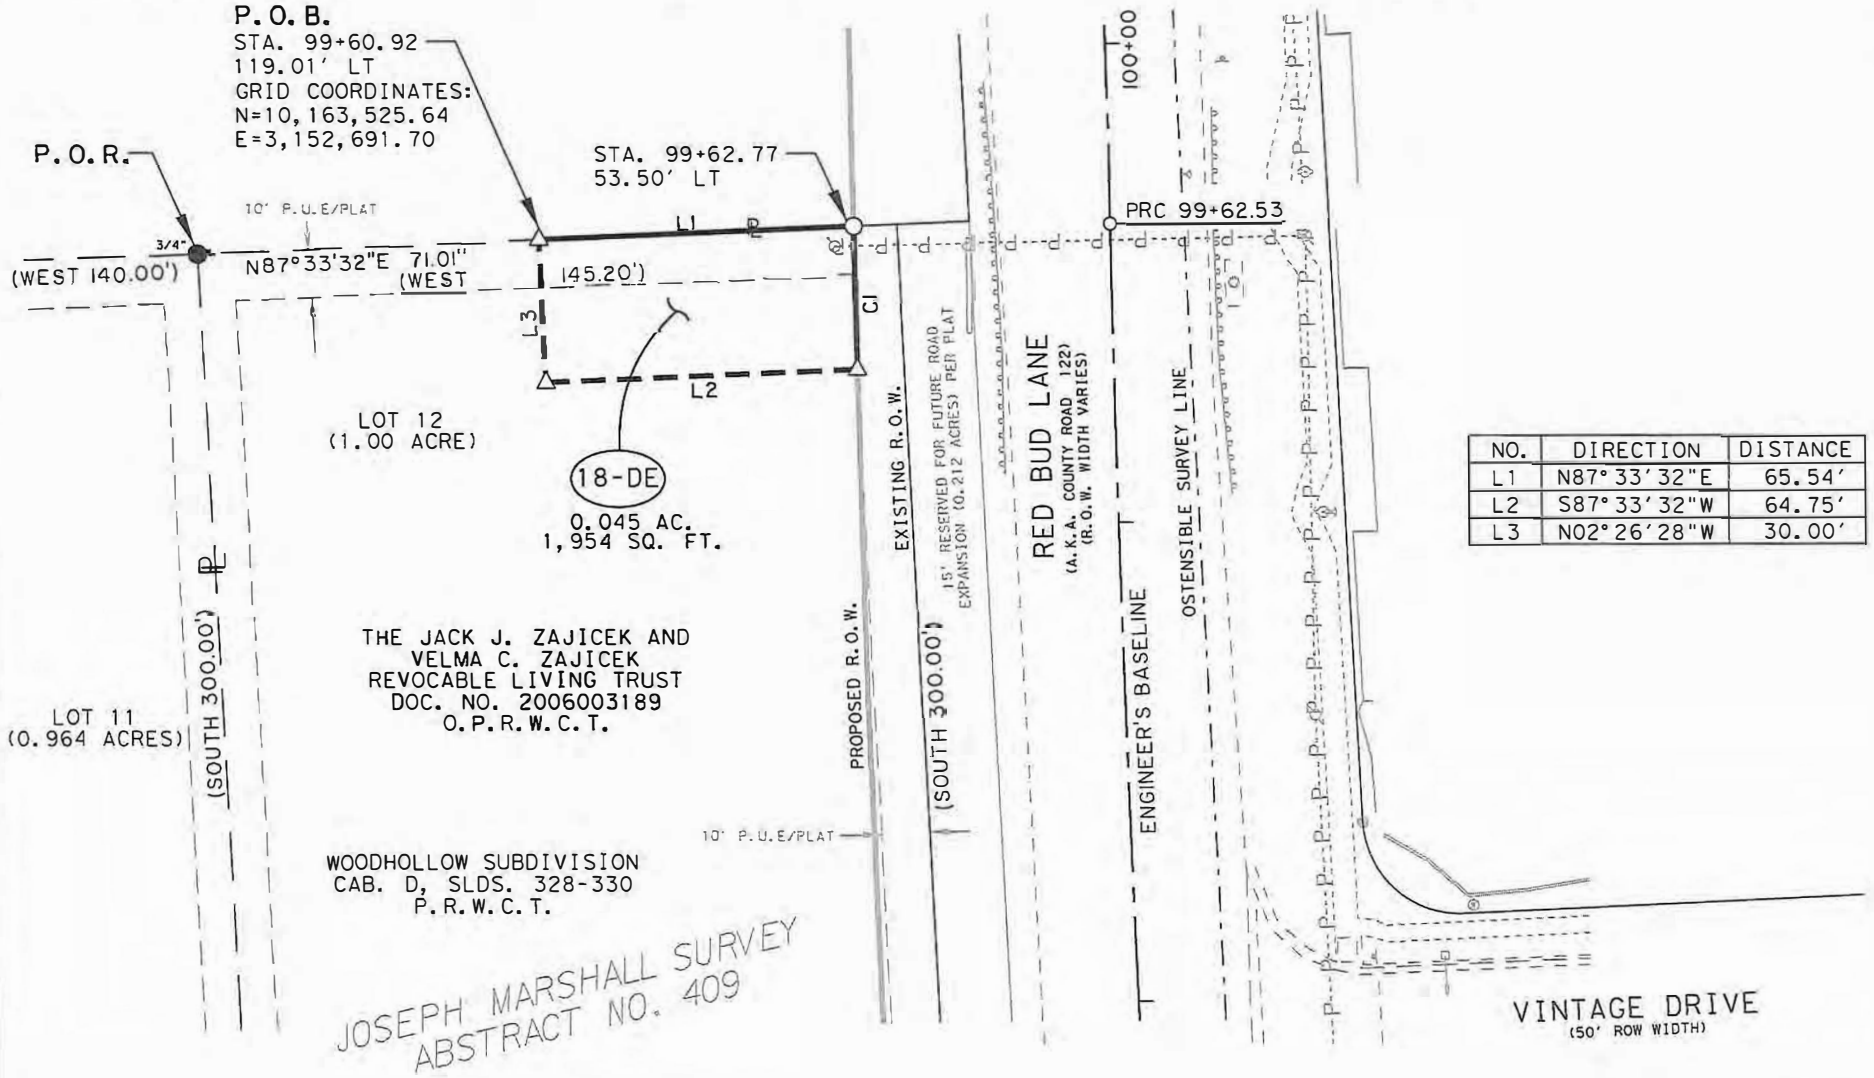 P.O.B.
STA. 99+60.92
119.01' LT
GRID COORDINATES:
N=10,163,525.64
E=3,152,691.70
P.O.R.
STA. 99+62.77
53.50' LT
100+00
10' P.U.E/PLAT
L1
PRC 99+62.53
3/4"
(WEST 140.00')
N87°33'32"E 71.01"
(WEST 145.20')
L3
C1
L2
LOT 12
(1.00 ACRE)
18-DE
0.045 AC.
1,954 SQ. FT.
EXISTING R.O.W.
15' RESERVED FOR FUTURE ROAD
EXPANSION (0.212 ACRES) PER PLAT
RED BUD LANE
(A.K.A. COUNTY ROAD 122)
(R.O.W. WIDTH VARIES)
OSTENSIBLE SURVEY LINE
NO. DIRECTION DISTANCE
L1 N87°33'32"E 65.54'
L2 S87°33'32"W 64.75'
L3 N02°26'28"W 30.00'
PL
(SOUTH 300.00')
THE JACK J. ZAJICEK AND
VELMA C. ZAJICEK
REVOCABLE LIVING TRUST
DOC. NO. 2006003189
O.P.R.W.C.T.
LOT 11
(0.964 ACRES)
PROPOSED R.O.W.
(SOUTH 300.00')
ENGINEER'S BASELINE
10' P.U.E/PLAT
WOODHOLLOW SUBDIVISION
CAB. D, SLDS. 328-330
P.R.W.C.T.
JOSEPH MARSHALL SURVEY
ABSTRACT NO. 409
VINTAGE DRIVE
(50' ROW WIDTH)